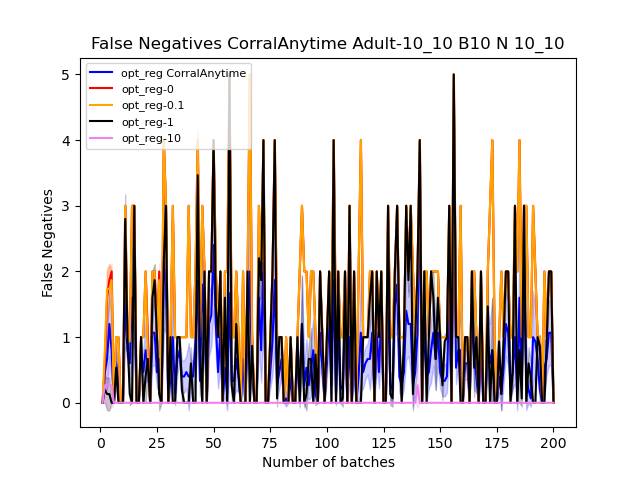 False Negatives CorralAnytime Adult-10_10 B10 N 10_10
opt_reg CorralAnytime
opt_reg-0
opt_reg-0.1
opt_reg-1
opt_reg-10
False Negatives
5
4
3
2
1
0
0 25 50 75 100 125 150 175 200
Number of batches